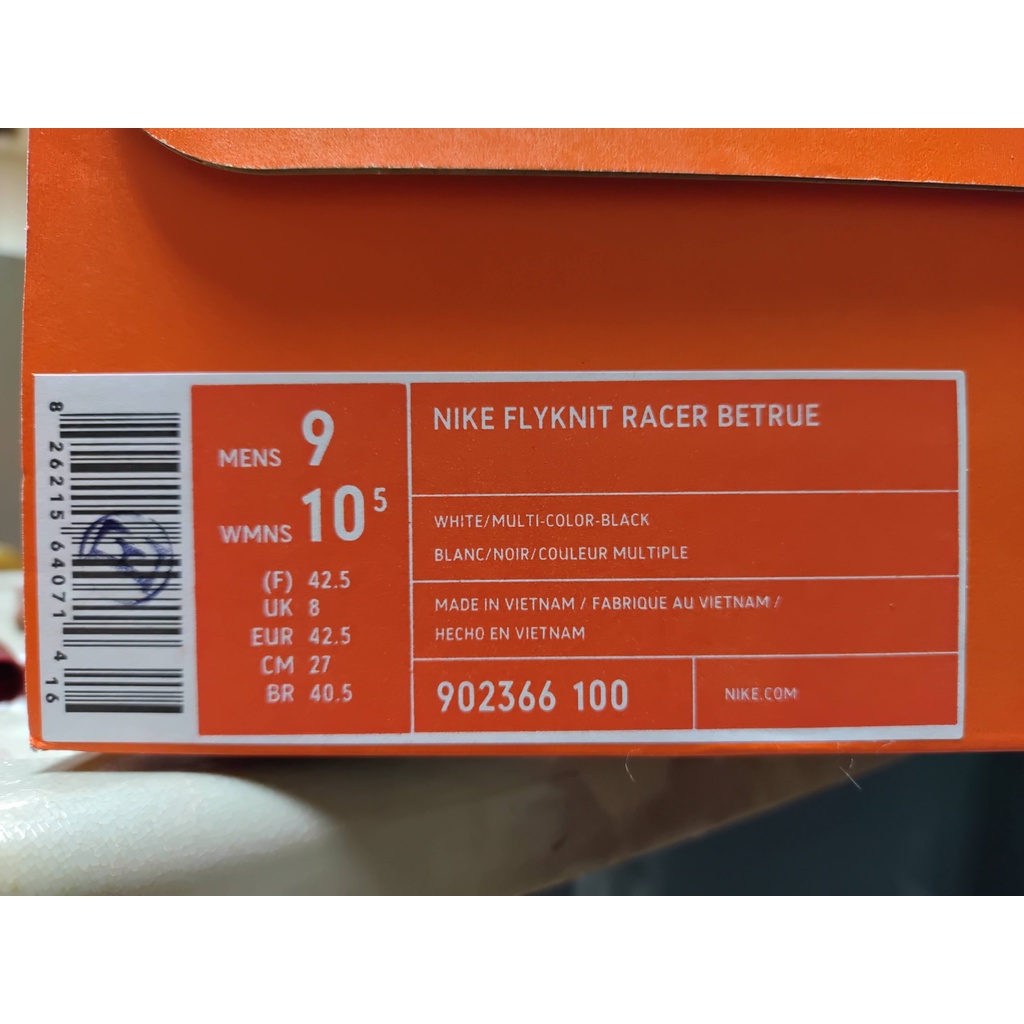 8 26215 64071 4 16
MENS 9
WMNS 10 5
(F) 42.5
UK 8
EUR 42.5
CM 27
BR 40.5
NIKE FLYKNIT RACER BETRUE
WHITE/MULTI-COLOR-BLACK
BLANC/NOIR/COULEUR MULTIPLE
MADE IN VIETNAM / FABRIQUE AU VIETNAM /
HECHO EN VIETNAM
902366 100
NIKE.COM